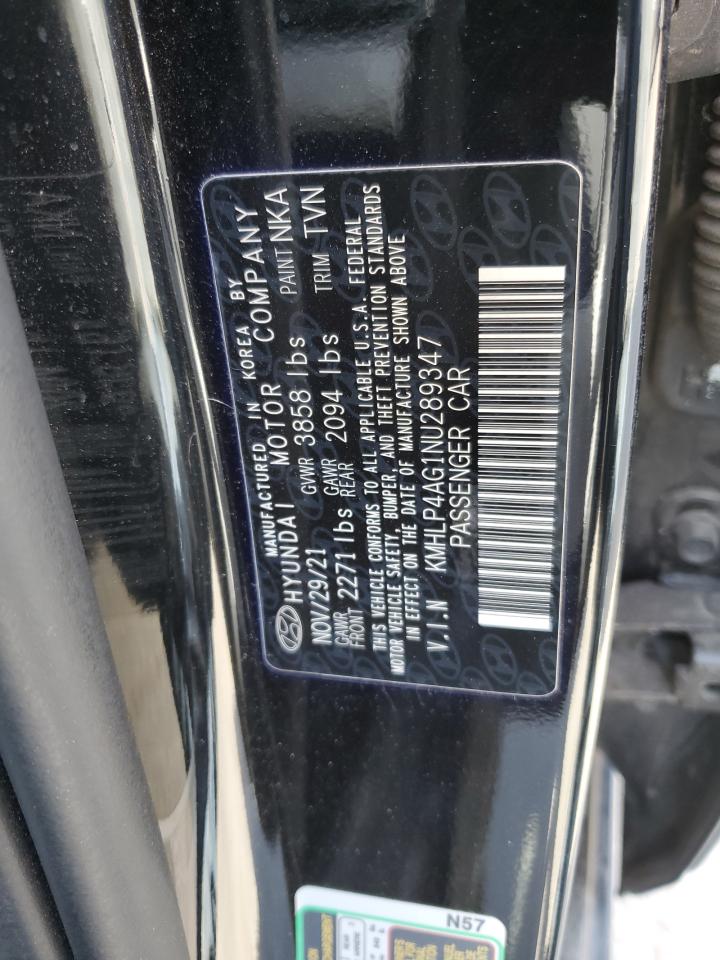 MANUFACTURED IN KOREA BY
HYUNDAI MOTOR COMPANY
NOV/29/21 GVWR 3858 lbs PAINT NKA
GAWR FRONT 2271 lbs GAWR REAR 2094 lbs TRIM TVN
THIS VEHICLE CONFORMS TO ALL APPLICABLE U.S.A. FEDERAL
MOTOR VEHICLE SAFETY, BUMPER, AND THEFT PREVENTION STANDARDS
IN EFFECT ON THE DATE OF MANUFACTURE SHOWN ABOVE
V.I.N KMHLP4AG1NU289347
PASSENGER CAR
N57